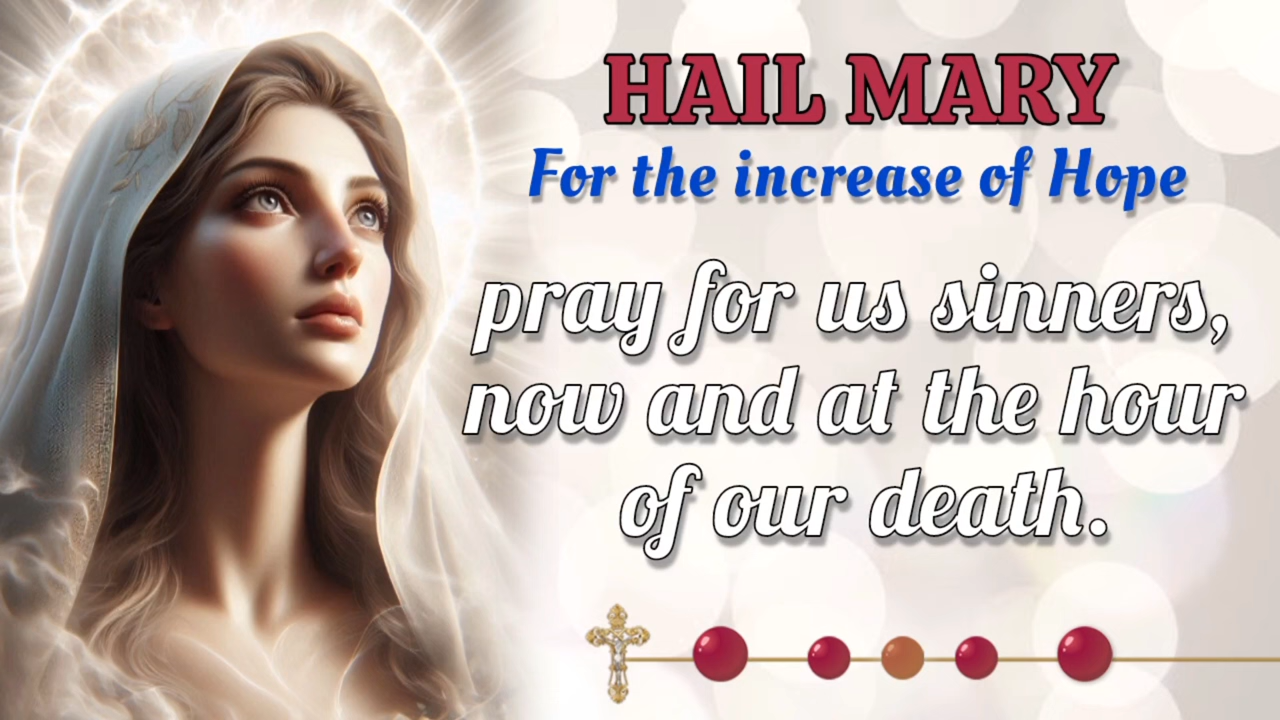 HAIL MARY
For the increase of Hope
pray for us sinners,
now and at the hour
of our death.